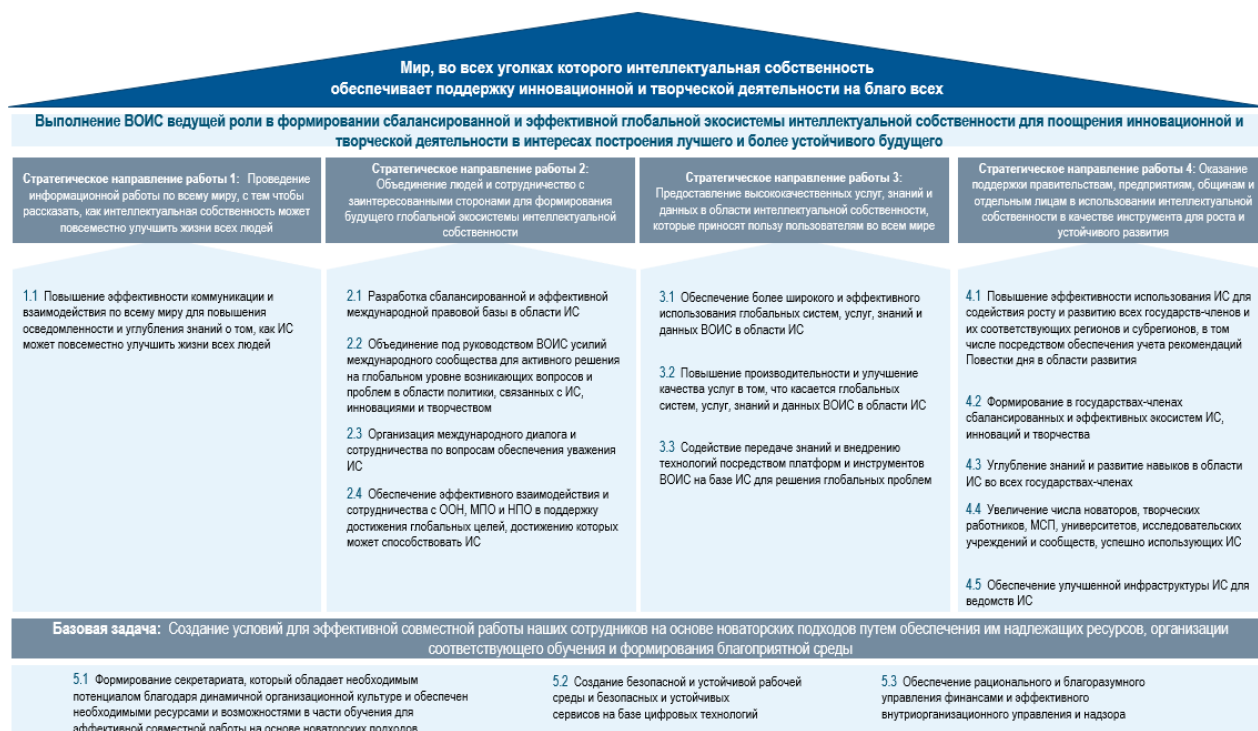 Мир, во всех уголках которого интеллектуальная собственность
обеспечивает поддержку инновационной и творческой деятельности на благо всех
Выполнение ВОИС ведущей роли в формировании сбалансированной и эффективной глобальной экосистемы интеллектуальной собственности для поощрения инновационной и
творческой деятельности в интересах построения лучшего и более устойчивого будущего
Стратегическое направление работы 1: Проведение
информационной работы по всему миру, с тем чтобы
рассказать, как интеллектуальная собственность может
повсеместно улучшить жизни всех людей
Стратегическое направление работы 2:
Объединение людей и сотрудничество с
заинтересованными сторонами для формирования
будущего глобальной экосистемы интеллектуальной
собственности
Стратегическое направление работы 3:
Предоставление высококачественных услуг, знаний и
данных в области интеллектуальной собственности,
которые приносят пользу пользователям во всем мире
Стратегическое направление работы 4: Оказание
поддержки правительствам, предприятиям, общинам и
отдельным лицам в использовании интеллектуальной
собственности в качестве инструмента для роста и
устойчивого развития
1.1 Повышение эффективности коммуникации и
взаимодействия по всему миру для повышения
осведомленности и углубления знаний о том, как ИС
может повсеместно улучшить жизни всех людей
2.1 Разработка сбалансированной и эффективной
международной правовой базы в области ИС
2.2 Объединение под руководством ВОИС усилий
международного сообщества для активного решения
на глобальном уровне возникающих вопросов и
проблем в области политики, связанных с ИС,
инновациями и творчеством
2.3 Организация международного диалога и
сотрудничества по вопросам обеспечения уважения
ИС
2.4 Обеспечение эффективного взаимодействия и
сотрудничества с ООН, МПО и НПО в поддержку
достижения глобальных целей, достижению которых
может способствовать ИС
3.1 Обеспечение более широкого и эффективного
использования глобальных систем, услуг, знаний и
данных ВОИС в области ИС
3.2 Повышение производительности и улучшение
качества услуг в том, что касается глобальных
систем, услуг, знаний и данных ВОИС в области ИС
3.3 Содействие передаче знаний и внедрению
технологий посредством платформ и инструментов
ВОИС на базе ИС для решения глобальных проблем
4.1 Повышение эффективности использования ИС для
содействия росту и развитию всех государств-членов и
их соответствующих регионов и субрегионов, в том
числе посредством обеспечения учета рекомендаций
Повестки дня в области развития
4.2 Формирование в государствах-членах
сбалансированных и эффективных экосистем ИС,
инноваций и творчества
4.3 Углубление знаний и развитие навыков в области
ИС во всех государствах-членах
4.4 Увеличение числа новаторов, творческих
работников, МСП, университетов, исследовательских
учреждений и сообществ, успешно использующих ИС
4.5 Обеспечение улучшенной инфраструктуры ИС для
ведомств ИС
Базовая задача: Создание условий для эффективной совместной работы наших сотрудников на основе новаторских подходов путем обеспечения им надлежащих ресурсов, организации
соответствующего обучения и формирования благоприятной среды
5.1 Формирование секретариата, который обладает необходимым
потенциалом благодаря динамичной организационной культуре и обеспечен
необходимыми ресурсами и возможностями в части обучения для
эффективной совместной работы на основе новаторских подходов
5.2 Создание безопасной и устойчивой рабочей
среды и безопасных и устойчивых
сервисов на базе цифровых технологий
5.3 Обеспечение рационального и благоразумного
управления финансами и эффективного
внутриорганизационного управления и надзора